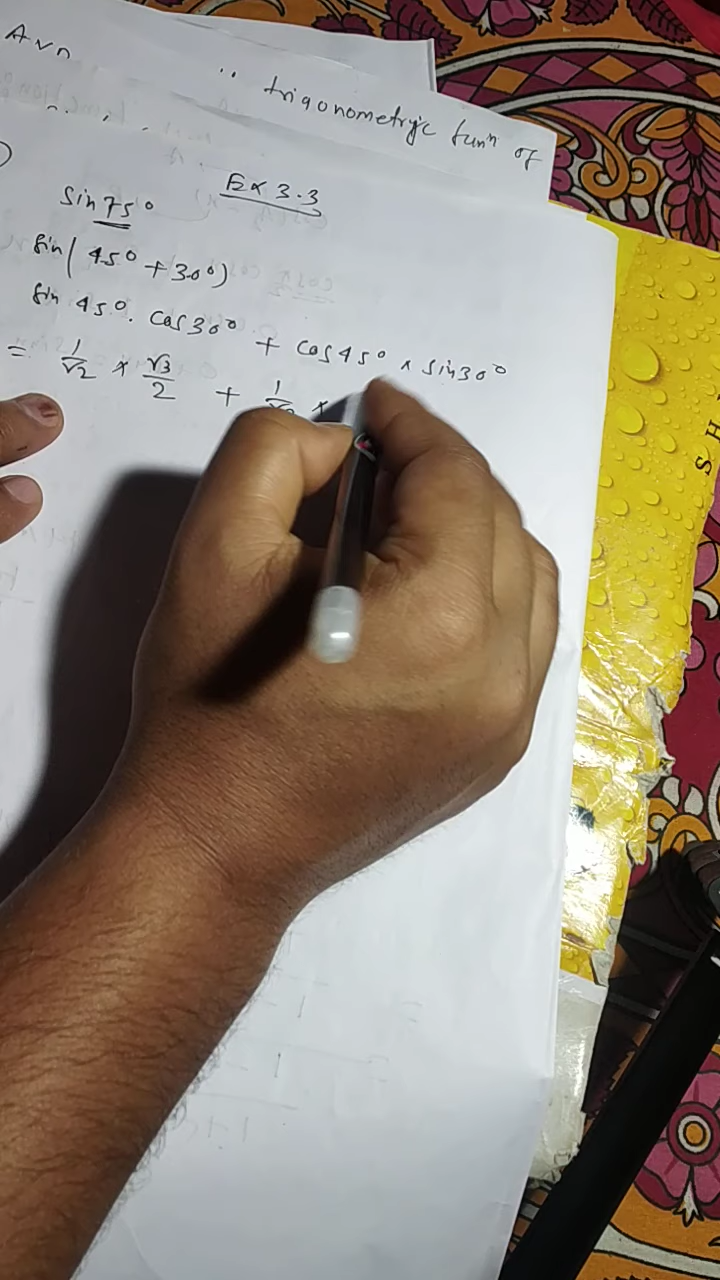 trigonometric fun'n of
Ex 3.3
Sin 75°
Sin( 45° + 30°)
Sin 45°. Cos 30° + Cos 45° × Sin 30°
= 1/√2 × √3/2 + 1/√2 ×
S H